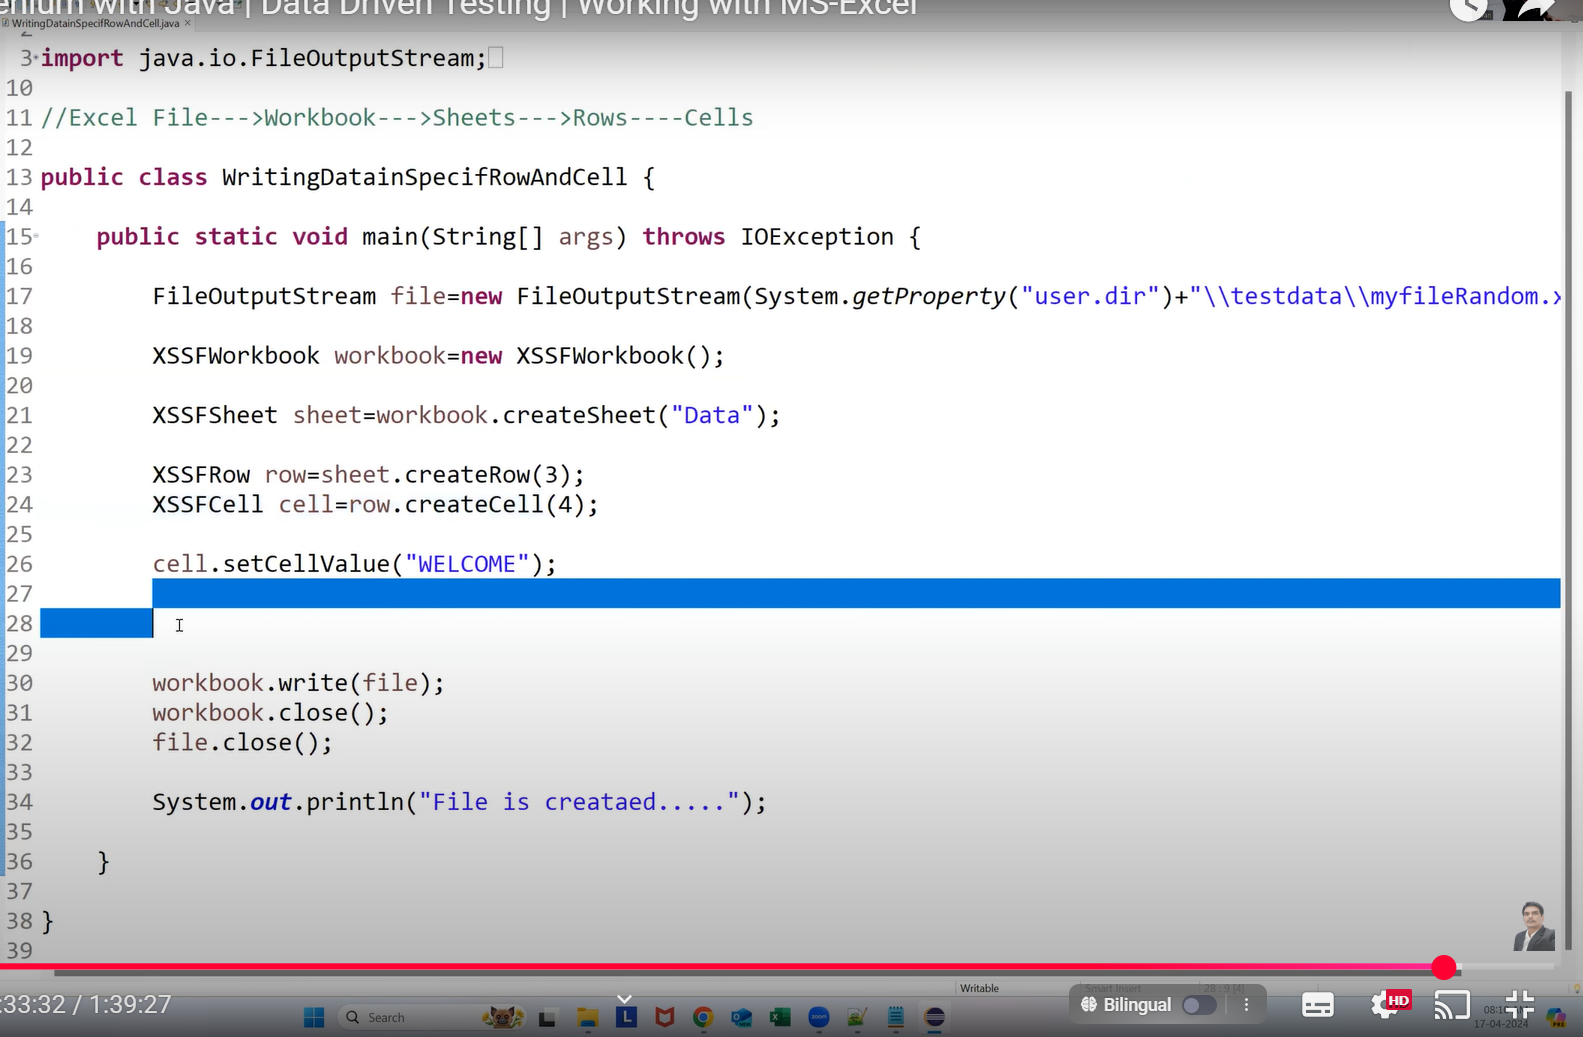 with Java | Data Driven Testing | Working with MS-Excel
WritingDatainSpecifRowAndCell.java
2
3 import java.io.FileOutputStream;
10
11 //Excel File--->Workbook--->Sheets--->Rows----Cells
12
13 public class WritingDatainSpecifRowAndCell {
14
15 public static void main(String[] args) throws IOException {
16
17 FileOutputStream file=new FileOutputStream(System.getProperty("user.dir")+"\\testdata\\myfileRandom.x
18
19 XSSFWorkbook workbook=new XSSFWorkbook();
20
21 XSSFSheet sheet=workbook.createSheet("Data");
22
23 XSSFRow row=sheet.createRow(3);
24 XSSFCell cell=row.createCell(4);
25
26 cell.setCellValue("WELCOME");
27
28
29
30 workbook.write(file);
31 workbook.close();
32 file.close();
33
34 System.out.println("File is creataed.....");
35
36 }
37
38 }
39
Writable Smart Insert 28 : 9 [4]
:33:32 / 1:39:27
Search
Bilingual
HD
17-04-2024